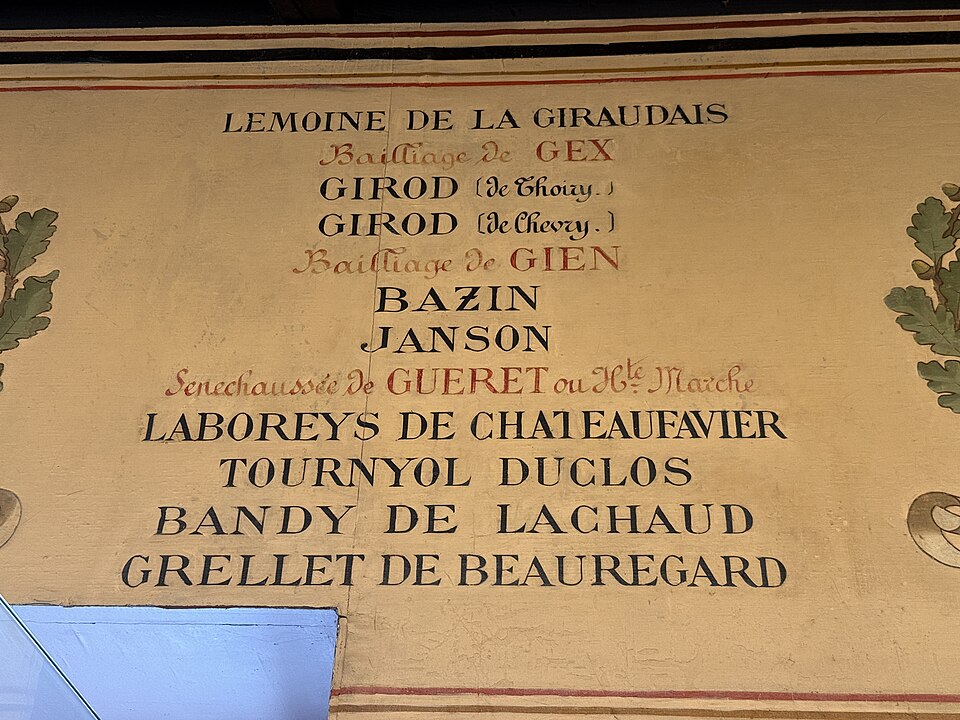 LEMOINE DE LA GIRAUDAIS
Bailliage de GEX
GIROD (de Thoiry.)
GIROD (de Chevry.)
Bailliage de GIEN
BAZIN
JANSON
Senechaussée de GUERET ou Hte Marche
LABOREYS DE CHATEAUFAVIER
TOURNYOL DUCLOS
BANDY DE LACHAUD
GRELLET DE BEAUREGARD